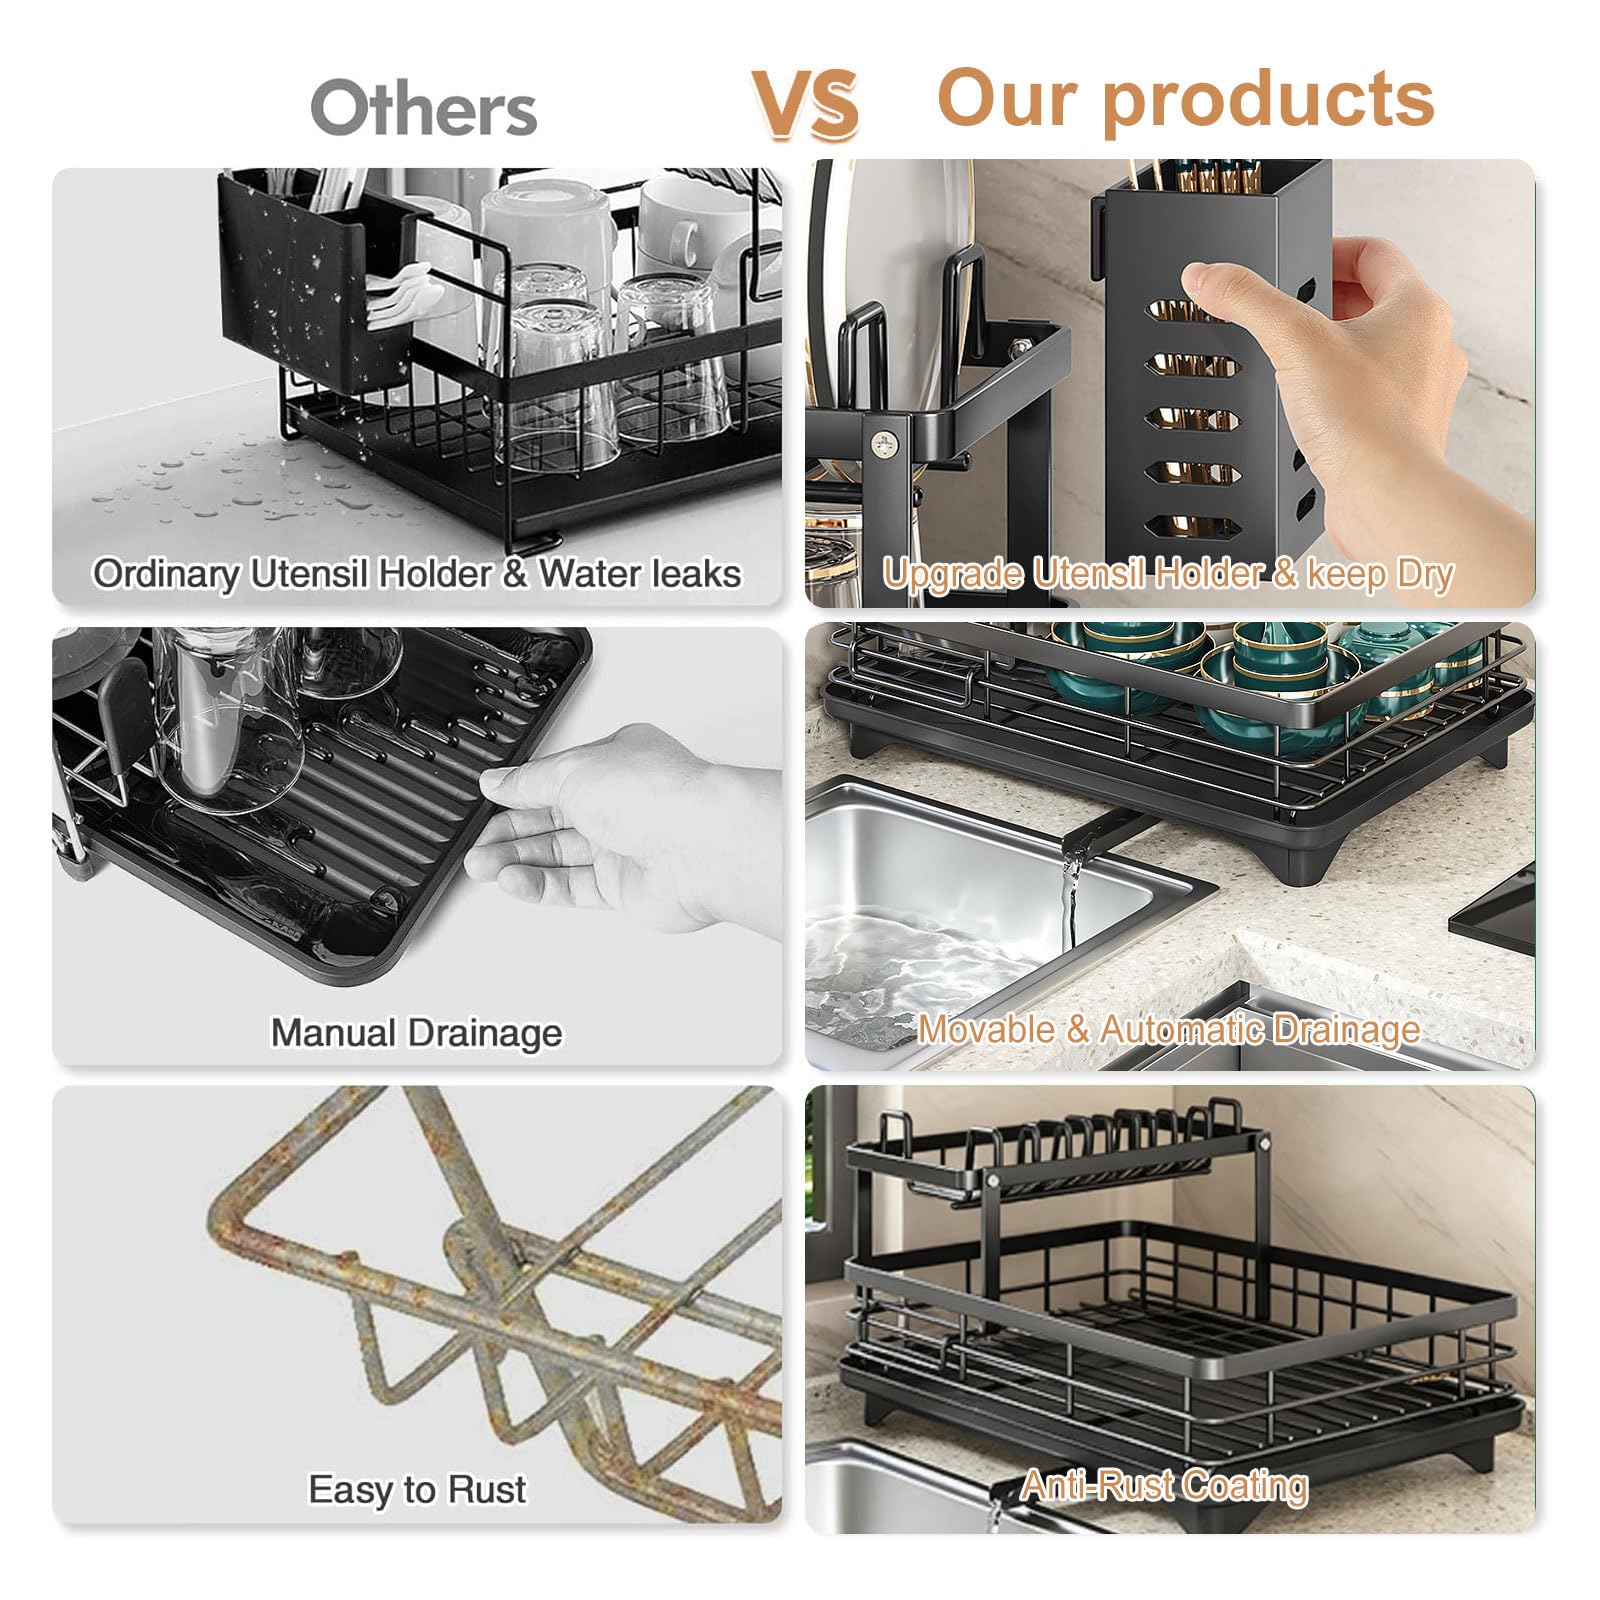 Others
VS
Our products
Ordinary Utensil Holder & Water leaks
Upgrade Utensil Holder & keep Dry
Manual Drainage
Movable & Automatic Drainage
Easy to Rust
Anti-Rust Coating